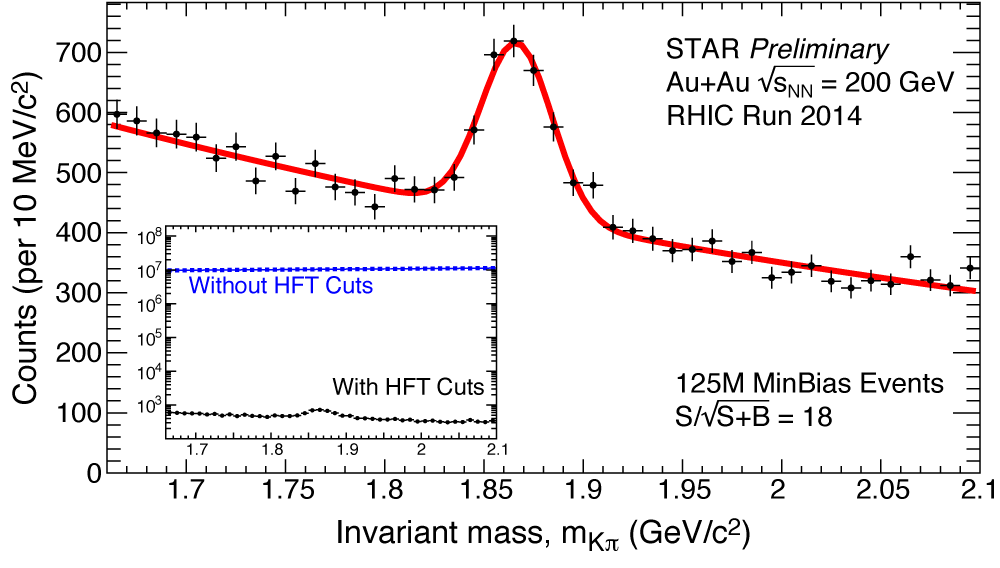 Counts (per 10 MeV/c²)
700
600
500
400
300
200
100
0
STAR Preliminary
Au+Au √sNN = 200 GeV
RHIC Run 2014
10⁸
10⁷
10⁶
10⁵
10⁴
10³
Without HFT Cuts
With HFT Cuts
1.7 1.8 1.9 2 2.1
125M MinBias Events
S/√S+B = 18
1.7 1.75 1.8 1.85 1.9 1.95 2 2.05 2.1
Invariant mass, mKπ (GeV/c²)